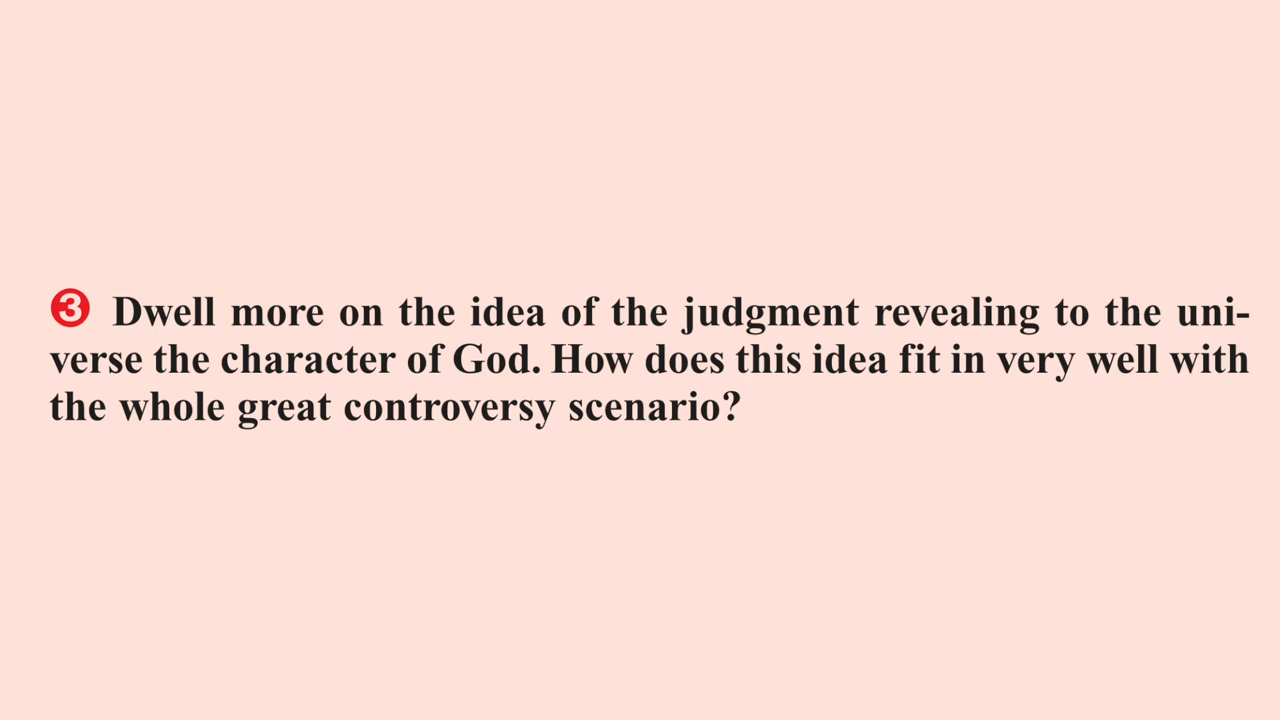 ❸ Dwell more on the idea of the judgment revealing to the uni-
verse the character of God. How does this idea fit in very well with
the whole great controversy scenario?